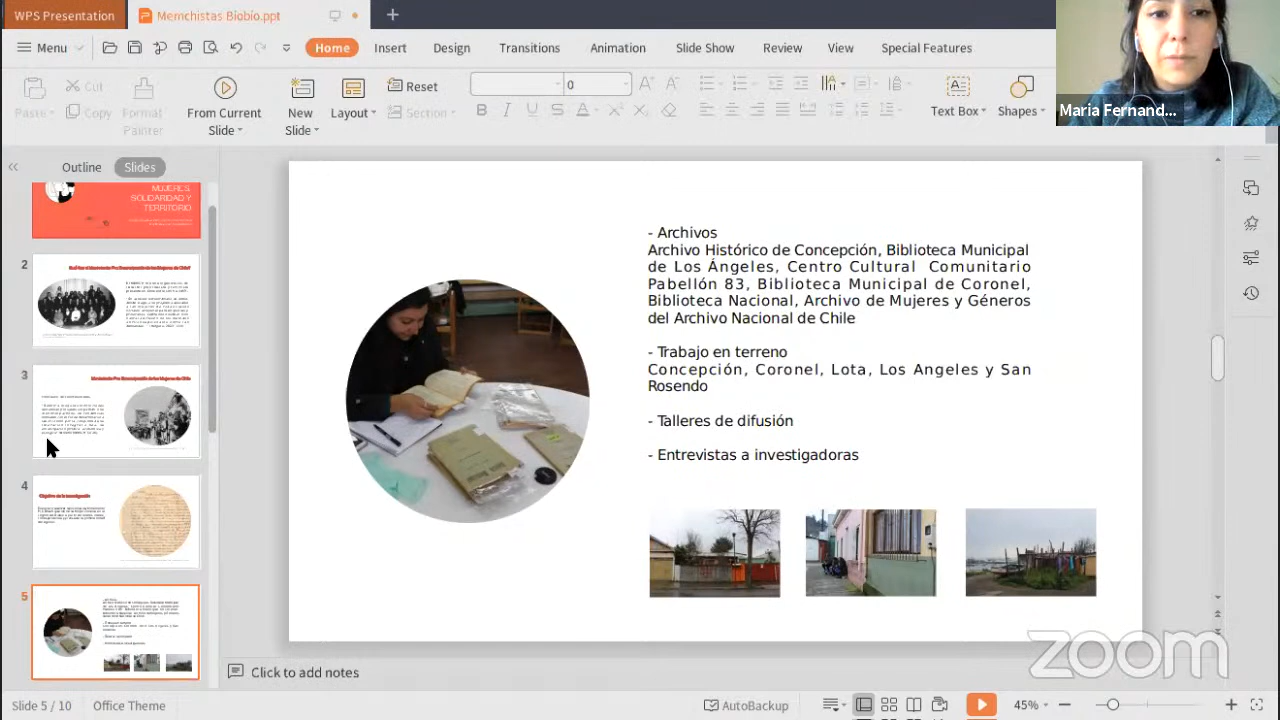 WPS Presentation
Memchistas Biobío.ppt
Menu
Home
Insert
Design
Transitions
Animation
Slide Show
Review
View
Special Features
Paste
Cut
Copy
Format
Painter
From Current
Slide
New
Slide
Layout
Reset
Section
0
B I U S A
Text Box
Shapes
Maria Fernand...
Outline
Slides
MUJERES,
SOLIDARIDAD Y
TERRITORIO
2
3
4
Objetivo de la investigación
5
- Archivos
Archivo Histórico de Concepción, Biblioteca Municipal
de Los Ángeles, Centro Cultural Comunitario
Pabellón 83, Biblioteca Municipal de Coronel,
Biblioteca Nacional, Archivo de Mujeres y Géneros
del Archivo Nacional de Chile
- Trabajo en terreno
Concepción, Coronel, Lota, Los Angeles y San
Rosendo
- Talleres de difusión
- Entrevistas a investigadoras
zoom
Click to add notes
Slide 5 / 10
Office Theme
AutoBackup
45%